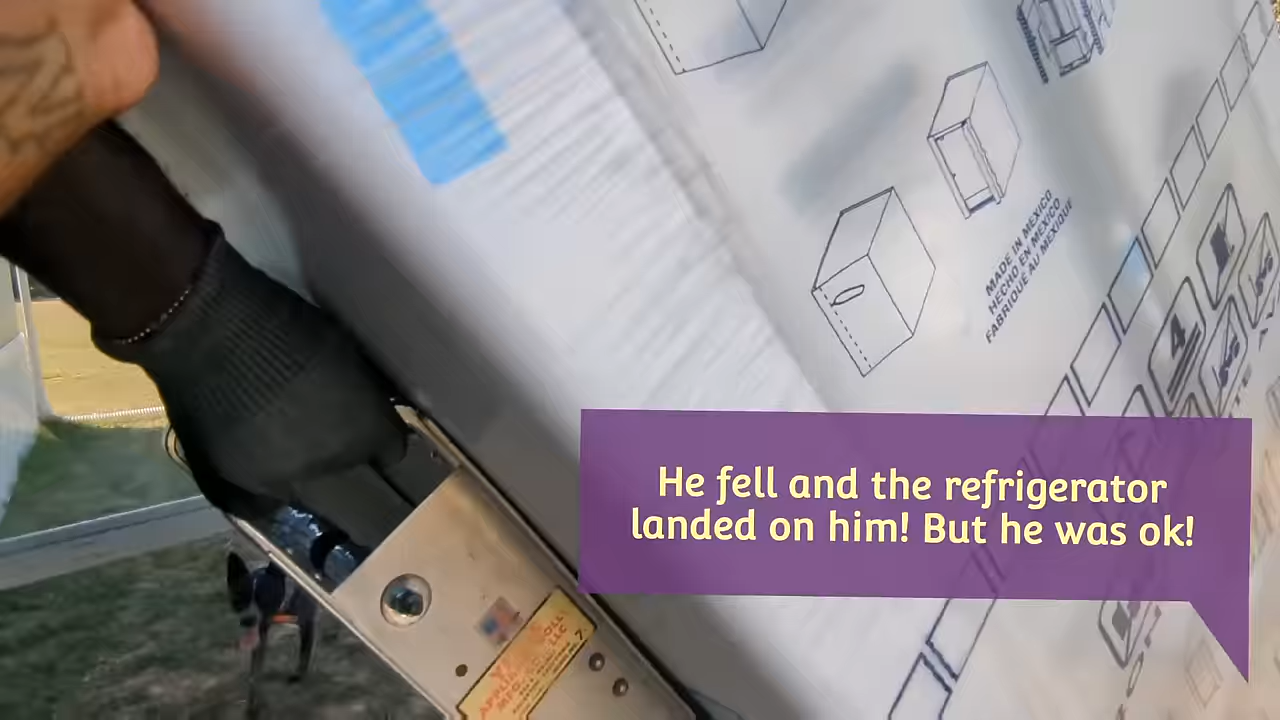 MADE IN MEXICO
HECHO EN MEXICO
FABRIQUÉ AU MEXIQUE
4
He fell and the refrigerator
landed on him! But he was ok!